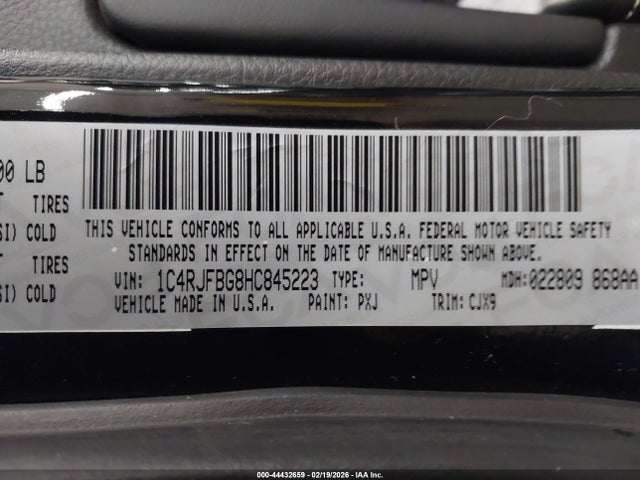 00 LB
T TIRES
SI) COLD
T TIRES
SI) COLD
THIS VEHICLE CONFORMS TO ALL APPLICABLE U.S.A. FEDERAL MOTOR VEHICLE SAFETY
STANDARDS IN EFFECT ON THE DATE OF MANUFACTURE SHOWN ABOVE.
VIN: 1C4RJFBG8HC845223 TYPE: MPV MDH:022809 868AA
VEHICLE MADE IN U.S.A. PAINT: PXJ TRIM: CJX9
000-44432659 | 02/19/2026 | IAA Inc.